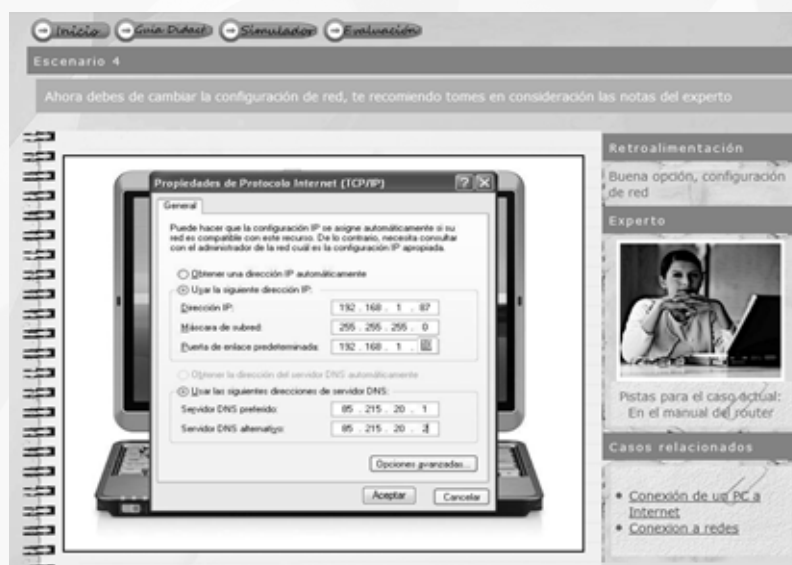 Inicio Guia Didact Simulador Evaluación
Escenario 4
Ahora debes de cambiar la configuración de red, te recomiendo tomes en consideración las notas del experto
Propiedades de Protocolo Internet (TCP/IP)
General
Puede hacer que la configuración IP se asigne automáticamente si su
red es compatible con este recurso. De lo contrario, necesita consultar
con el administrador de la red cuál es la configuración IP apropiada.
Obtener una dirección IP automáticamente
Usar la siguiente dirección IP:
Dirección IP: 192 . 168 . 1 . 87
Máscara de subred: 255 . 255 . 255 . 0
Puerta de enlace predeterminada: 192 . 168 . 1 .
Obtener la dirección del servidor DNS automáticamente
Usar las siguientes direcciones de servidor DNS:
Servidor DNS preferido: 85 . 215 . 20 . 1
Servidor DNS alternativo: 85 . 215 . 20 . 2
Opciones avanzadas...
Aceptar Cancelar
Retroalimentación
Buena opción, configuración
de red
Experto
Pistas para el caso actual:
En el manual del router
Casos relacionados
Conexión de un PC a
Internet
Conexion a redes